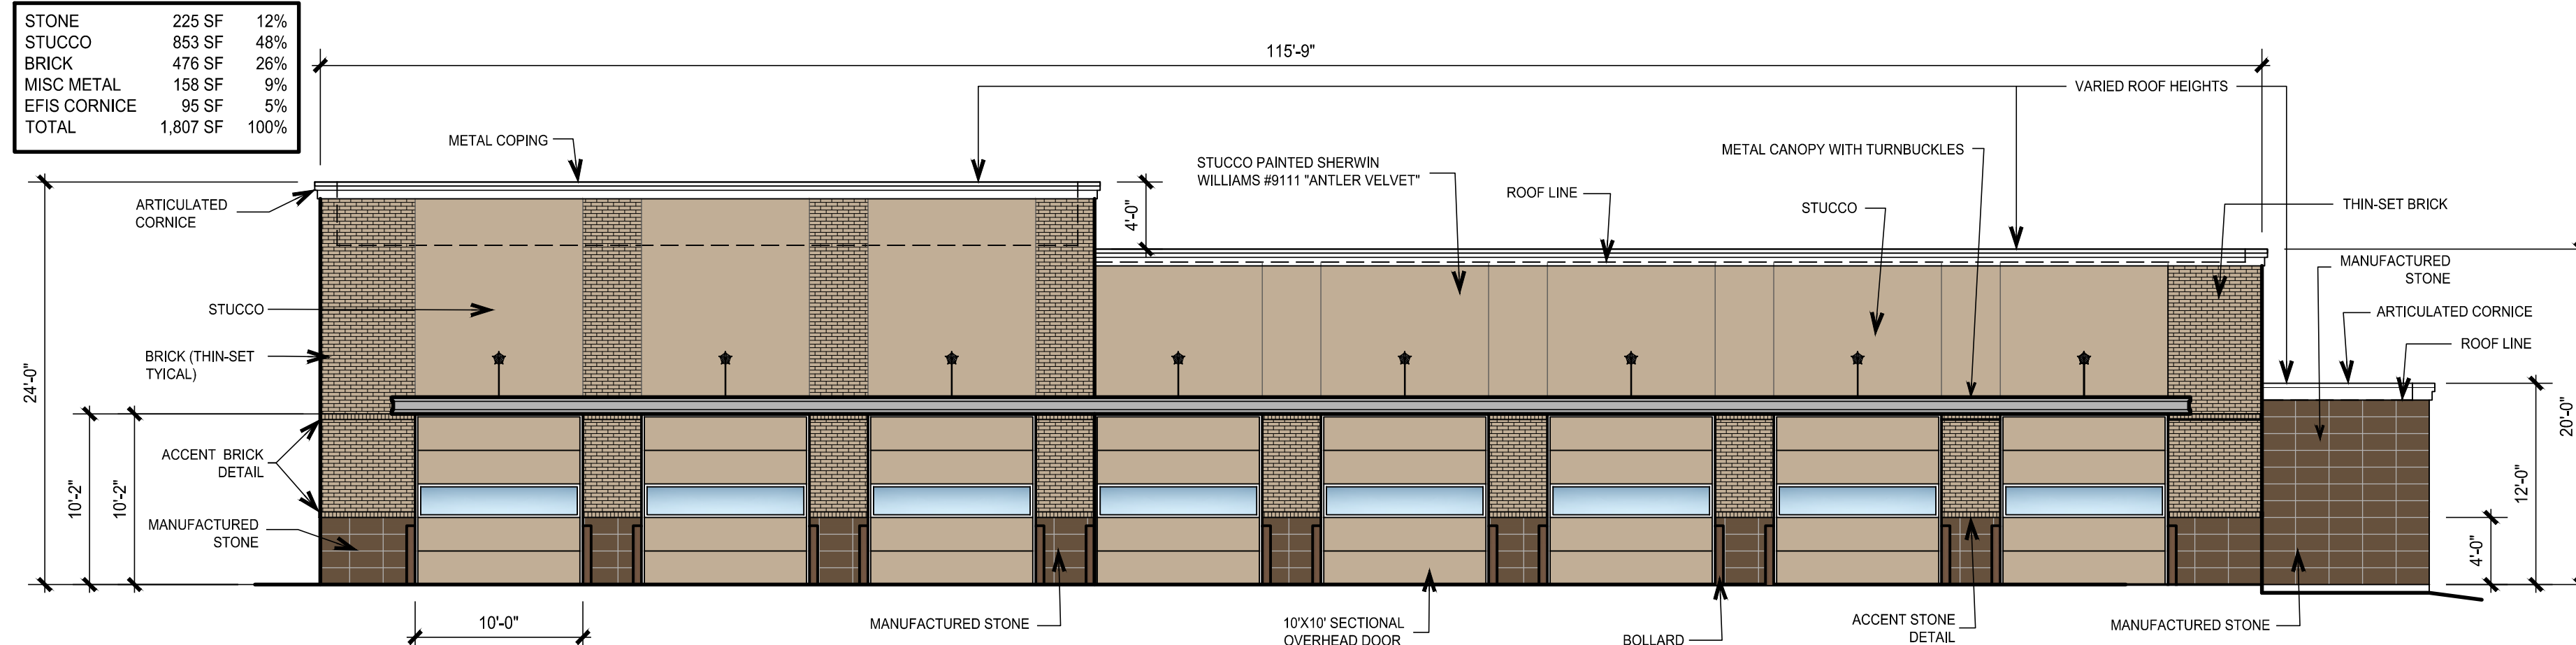 STONE 225 SF 12%
STUCCO 853 SF 48%
BRICK 476 SF 26%
MISC METAL 158 SF 9%
EFIS CORNICE 95 SF 5%
TOTAL 1,807 SF 100%
115'-9"
VARIED ROOF HEIGHTS
METAL COPING
STUCCO PAINTED SHERWIN
WILLIAMS #9111 "ANTLER VELVET"
METAL CANOPY WITH TURNBUCKLES
ROOF LINE
STUCCO
THIN-SET BRICK
ARTICULATED
CORNICE
4'-0"
MANUFACTURED
STONE
STUCCO
ARTICULATED CORNICE
ROOF LINE
BRICK (THIN-SET
TYICAL)
24'-0"
20'-0"
ACCENT BRICK
DETAIL
10'-2"
10'-2"
12'-0"
MANUFACTURED
STONE
4'-0"
10'-0"
MANUFACTURED STONE
10'X10' SECTIONAL
OVERHEAD DOOR
BOLLARD
ACCENT STONE
DETAIL
MANUFACTURED STONE